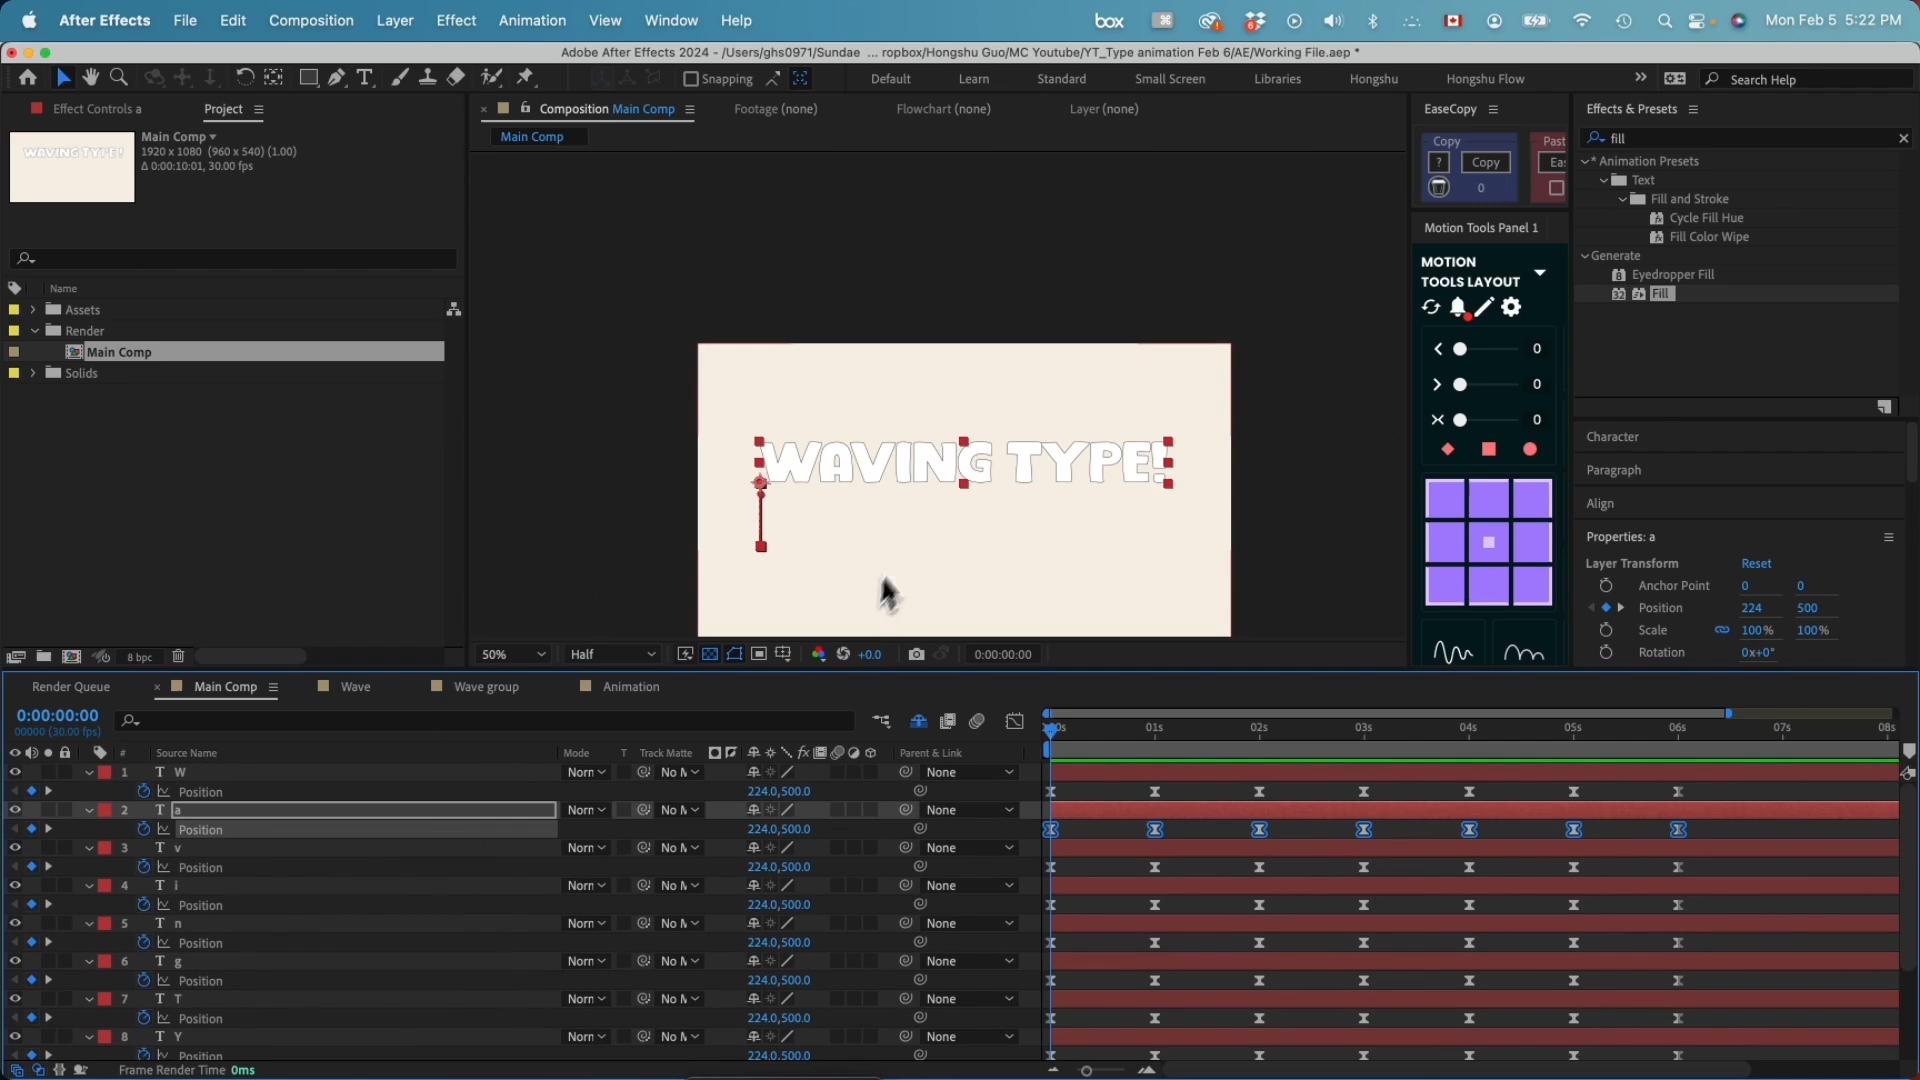 After Effects File Edit Composition Layer Effect Animation View Window Help box Mon Feb 5 5:22 PM
Adobe After Effects 2024 - /Users/ghs0971/Sundae ... ropbox/Hongshu Guo/MC Youtube/YT_Type animation Feb 6/AE/Working File.aep *
Snapping Default Learn Standard Small Screen Libraries Hongshu Hongshu Flow Search Help
Effect Controls a Project
Composition Main Comp Footage (none) Flowchart (none) Layer (none)
EaseCopy
Effects & Presets
Main Comp
Main Comp
1920 x 1080 (960 x 540) (1.00)
Δ 0:00:10:01, 30.00 fps
WAVING TYPE!
Copy Past
? Copy Eas
0
fill
* Animation Presets
Text
Fill and Stroke
Cycle Fill Hue
Fill Color Wipe
Generate
Eyedropper Fill
Fill
Motion Tools Panel 1
MOTION
TOOLS LAYOUT
0
0
0
Name
Assets
Render
Main Comp
Solids
WAVING TYPE!
Character
Paragraph
Align
Properties: a
Layer Transform Reset
Anchor Point 0 0
Position 224 500
Scale 100% 100%
Rotation 0x+0°
8 bpc
50% Half +0.0 0:00:00:00
Render Queue Main Comp Wave Wave group Animation
0:00:00:00
00000 (30.00 fps)
01s 02s 03s 04s 05s 06s 07s 08s
# Source Name Mode T Track Matte Parent & Link
1 T W Norm No M None
Position 224.0,500.0
2 T a Norm No M None
Position 224.0,500.0
3 T v Norm No M None
Position 224.0,500.0
4 T i Norm No M None
Position 224.0,500.0
5 T n Norm No M None
Position 224.0,500.0
6 T g Norm No M None
Position 224.0,500.0
7 T T Norm No M None
Position 224.0,500.0
8 T Y Norm No M None
Position 224.0,500.0
Frame Render Time 0ms